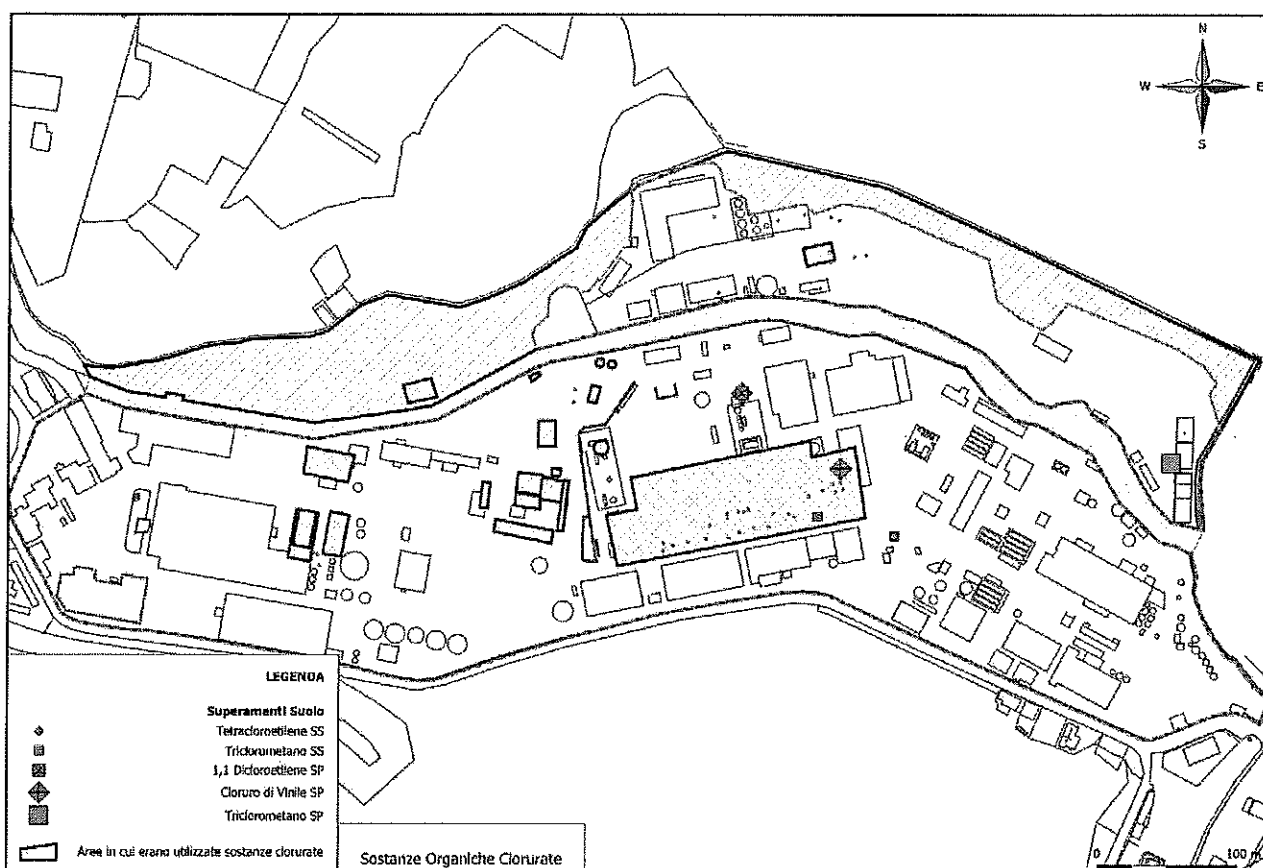 N
W E
S
LEGENDA
Superamenti Suolo
Tetracloroetilene SS
Triclorometano SS
1,1 Dicloroetilene SP
Cloruro di Vinile SP
Triclorometano SP
Aree in cui erano utilizzate sostanze clorurate
Sostanze Organiche Clorurate
0 100 m